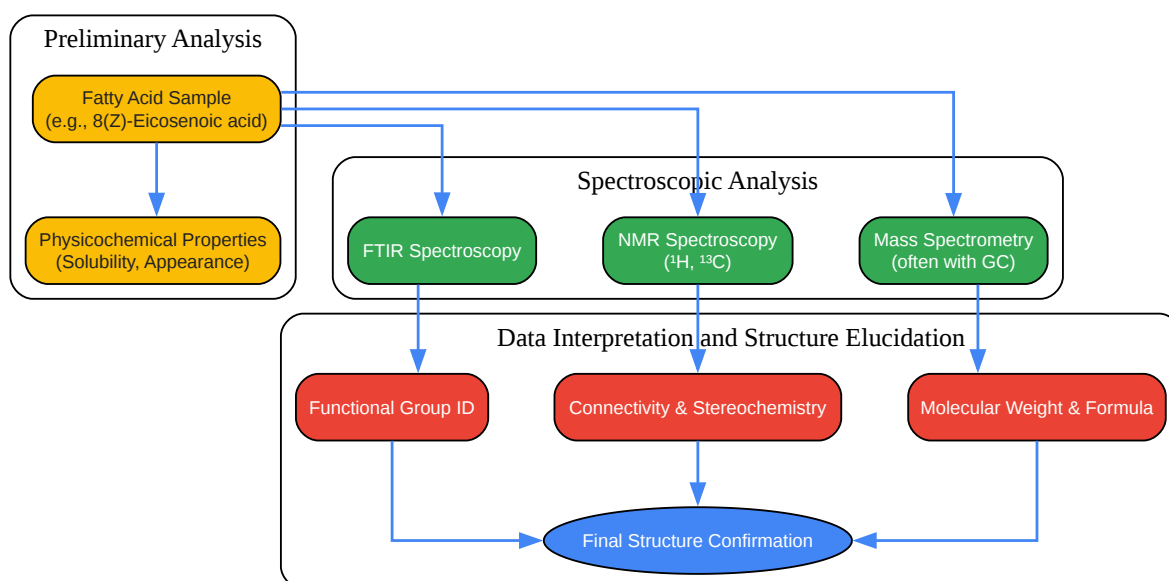 Preliminary Analysis
Fatty Acid Sample
(e.g., 8(Z)-Eicosenoic acid)
Physicochemical Properties
(Solubility, Appearance)
Spectroscopic Analysis
FTIR Spectroscopy
NMR Spectroscopy
(¹H, ¹³C)
Mass Spectrometry
(often with GC)
Data Interpretation and Structure Elucidation
Functional Group ID
Connectivity & Stereochemistry
Molecular Weight & Formula
Final Structure Confirmation